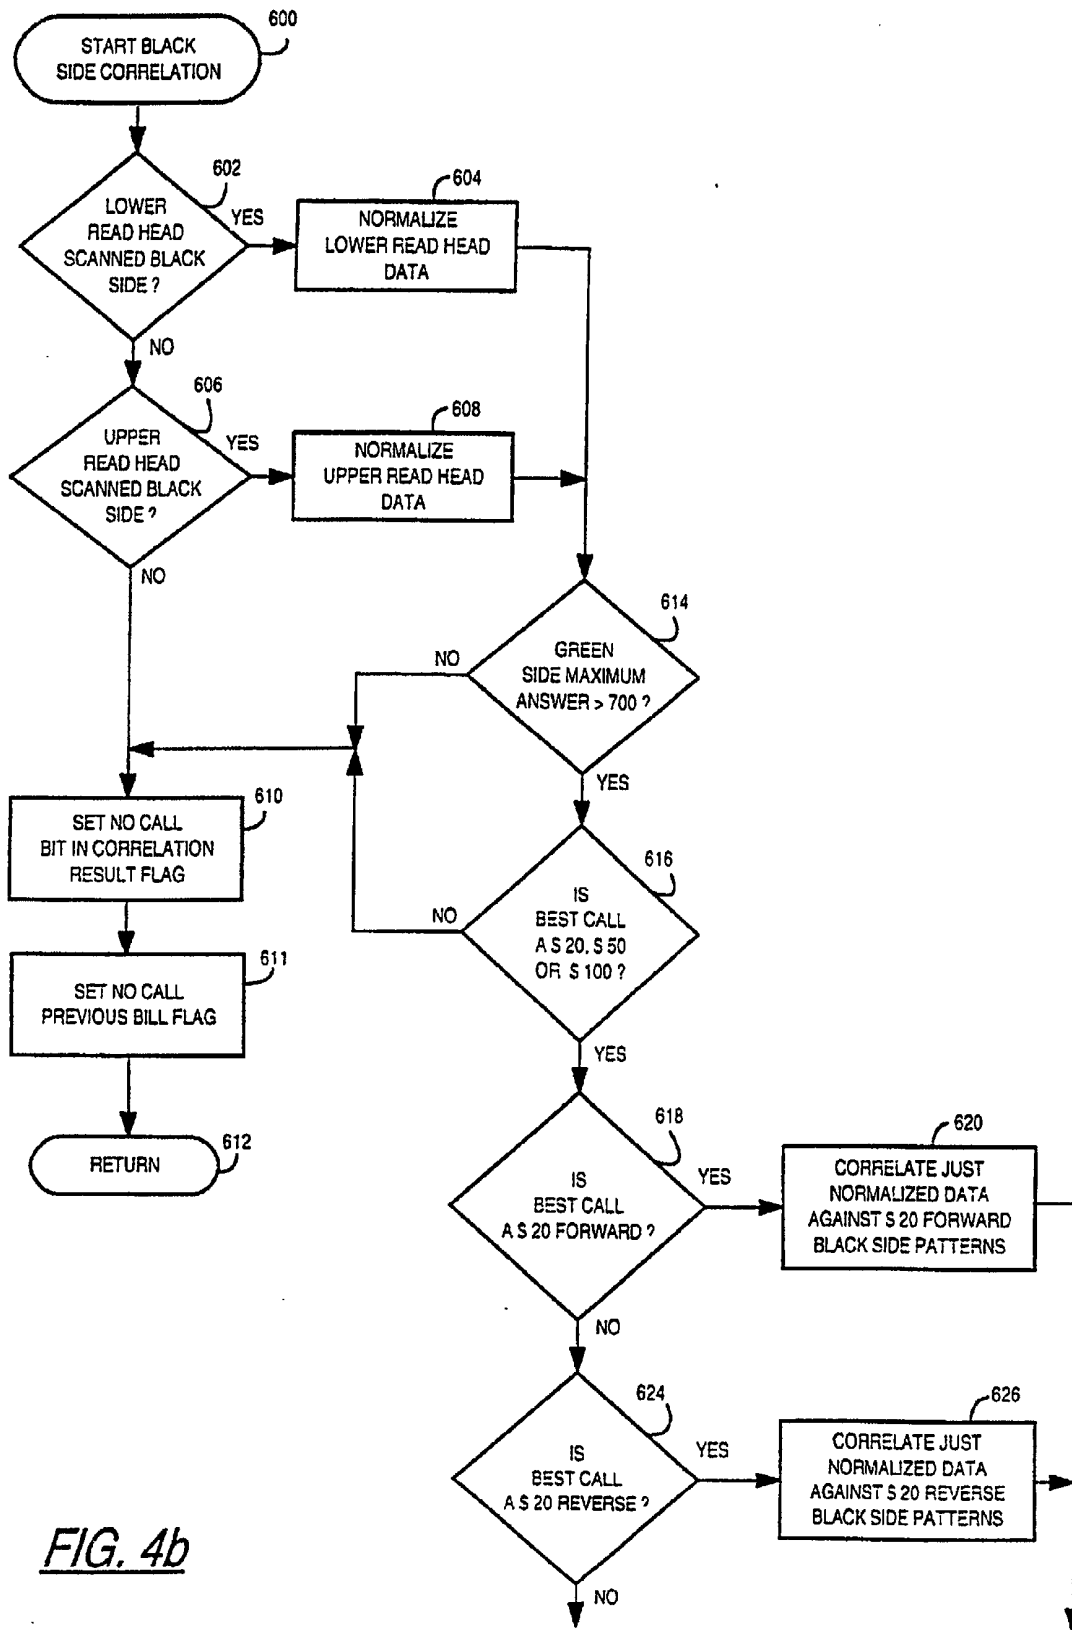 600
START BLACK
SIDE CORRELATION
602
LOWER
READ HEAD
SCANNED BLACK
SIDE ?
YES
604
NORMALIZE
LOWER READ HEAD
DATA
NO
606
UPPER
READ HEAD
SCANNED BLACK
SIDE ?
YES
608
NORMALIZE
UPPER READ HEAD
DATA
NO
614
GREEN
SIDE MAXIMUM
ANSWER > 700 ?
NO
YES
610
SET NO CALL
BIT IN CORRELATION
RESULT FLAG
616
IS
BEST CALL
A $ 20, $ 50
OR $ 100 ?
NO
YES
611
SET NO CALL
PREVIOUS BILL FLAG
612
RETURN
618
IS
BEST CALL
A $ 20 FORWARD ?
YES
620
CORRELATE JUST
NORMALIZED DATA
AGAINST $ 20 FORWARD
BLACK SIDE PATTERNS
NO
624
IS
BEST CALL
A $ 20 REVERSE ?
YES
626
CORRELATE JUST
NORMALIZED DATA
AGAINST $ 20 REVERSE
BLACK SIDE PATTERNS
NO
FIG. 4b